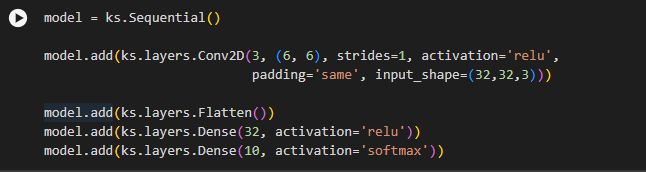 model = ks.Sequential()
model.add(ks.layers.Conv2D(3, (6, 6), strides=1, activation='relu',
padding='same', input_shape=(32,32,3)))
model.add(ks.layers.Flatten())
model.add(ks.layers.Dense(32, activation='relu'))
model.add(ks.layers.Dense(10, activation='softmax'))